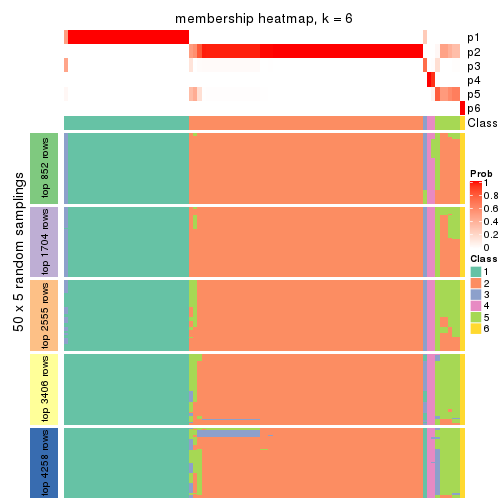 membership heatmap, k = 6
p1
p2
p3
p4
p5
p6
Class
50 x 5 random samplings
top 852 rows
top 1704 rows
top 2555 rows
top 3406 rows
top 4258 rows
Prob
1
0.8
0.6
0.4
0.2
0
Class
1
2
3
4
5
6